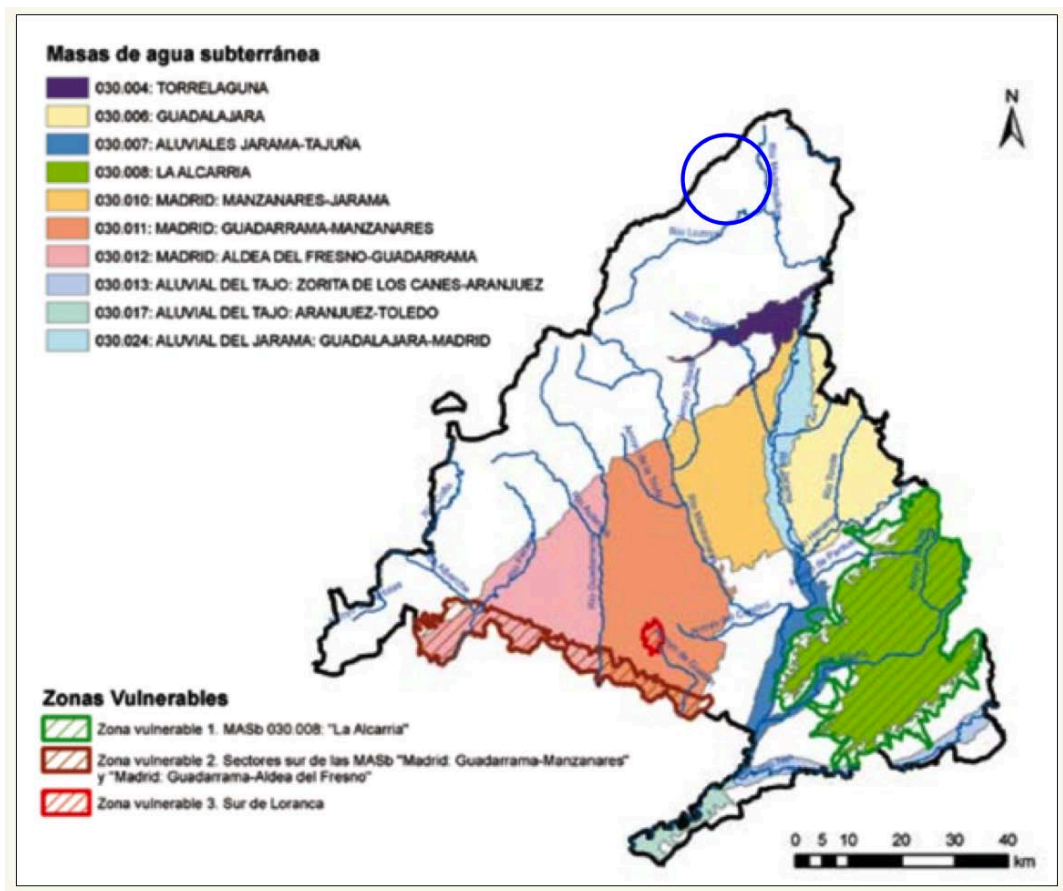 Masas de agua subterránea
030.004: TORRELAGUNA
030.006: GUADALAJARA
030.007: ALUVIALES JARAMA-TAJUÑA
030.008: LA ALCARRIA
030.010: MADRID: MANZANARES-JARAMA
030.011: MADRID: GUADARRAMA-MANZANARES
030.012: MADRID: ALDEA DEL FRESNO-GUADARRAMA
030.013: ALUVIAL DEL TAJO: ZORITA DE LOS CANES-ARANJUEZ
030.017: ALUVIAL DEL TAJO: ARANJUEZ-TOLEDO
030.024: ALUVIAL DEL JARAMA: GUADALAJARA-MADRID
N
Río Lozoya
Zonas Vulnerables
Zona vulnerable 1. MASb 030.008: "La Alcarria"
Zona vulnerable 2. Sectores sur de las MASb "Madrid: Guadarrama-Manzanares"
y "Madrid: Guadarrama-Aldea del Fresno"
Zona vulnerable 3. Sur de Loranca
0 5 10 20 30 40
km